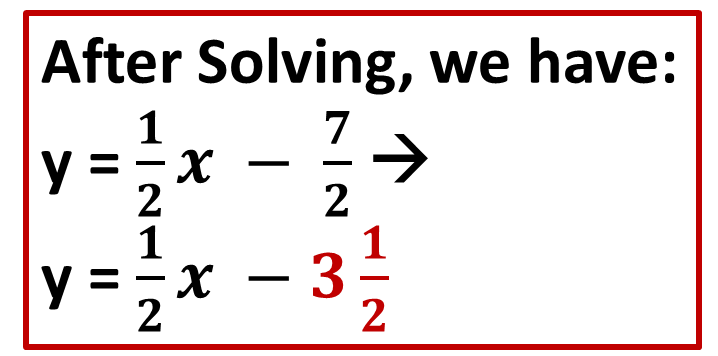 After Solving, we have:
y = 1/2 x − 7/2 →
y = 1/2 x − 3 1/2